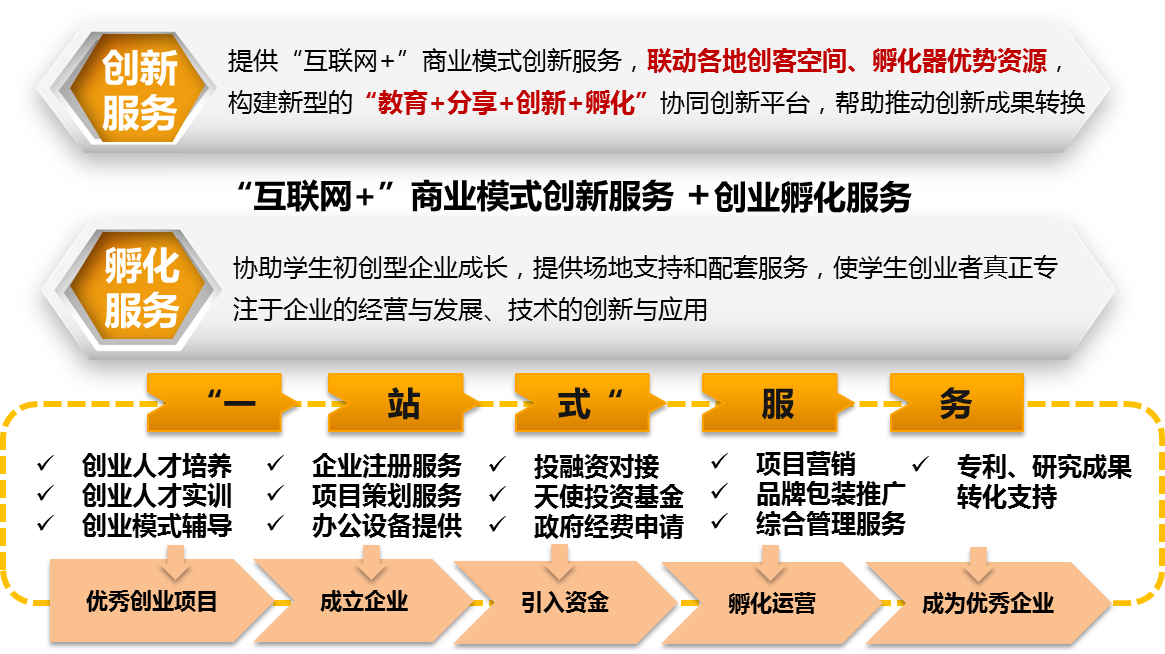 创新
服务
提供“互联网+”商业模式创新服务，联动各地创客空间、孵化器优势资源，
构建新型的“教育+分享+创新+孵化”协同创新平台，帮助推动创新成果转换
“互联网+”商业模式创新服务 ＋创业孵化服务
孵化
服务
协助学生初创型企业成长，提供场地支持和配套服务，使学生创业者真正专
注于企业的经营与发展、技术的创新与应用
“一 站 式“ 服 务
✓ 创业人才培养
✓ 创业人才实训
✓ 创业模式辅导
✓ 企业注册服务
✓ 项目策划服务
✓ 办公设备提供
✓ 投融资对接
✓ 天使投资基金
✓ 政府经费申请
✓ 项目营销
✓ 品牌包装推广
✓ 综合管理服务
✓ 专利、研究成果
转化支持
优秀创业项目
成立企业
引入资金
孵化运营
成为优秀企业